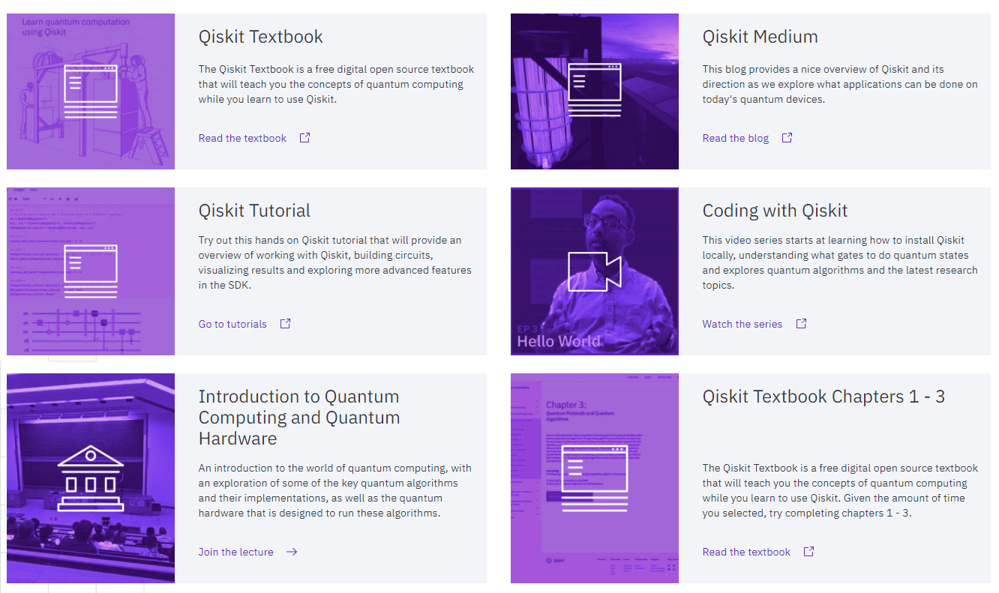 Learn quantum computation
using Qiskit
Qiskit Textbook
The Qiskit Textbook is a free digital open source textbook
that will teach you the concepts of quantum computing
while you learn to use Qiskit.
Read the textbook
Qiskit Medium
This blog provides a nice overview of Qiskit and its
direction as we explore what applications can be done on
today's quantum devices.
Read the blog
Qiskit Tutorial
Try out this hands on Qiskit tutorial that will provide an
overview of working with Qiskit, building circuits,
visualizing results and exploring more advanced features
in the SDK.
Go to tutorials
EP 3
Hello World
Coding with Qiskit
This video series starts at learning how to install Qiskit
locally, understanding what gates to do quantum states
and explores quantum algorithms and the latest research
topics.
Watch the series
Introduction to Quantum
Computing and Quantum
Hardware
An introduction to the world of quantum computing, with
an exploration of some of the key quantum algorithms
and their implementations, as well as the quantum
hardware that is designed to run these algorithms.
Join the lecture
Chapter 3:
Quantum Protocols and Quantum
Algorithms
Qiskit
Qiskit Textbook Chapters 1 - 3
The Qiskit Textbook is a free digital open source textbook
that will teach you the concepts of quantum computing
while you learn to use Qiskit. Given the amount of time
you selected, try completing chapters 1 - 3.
Read the textbook